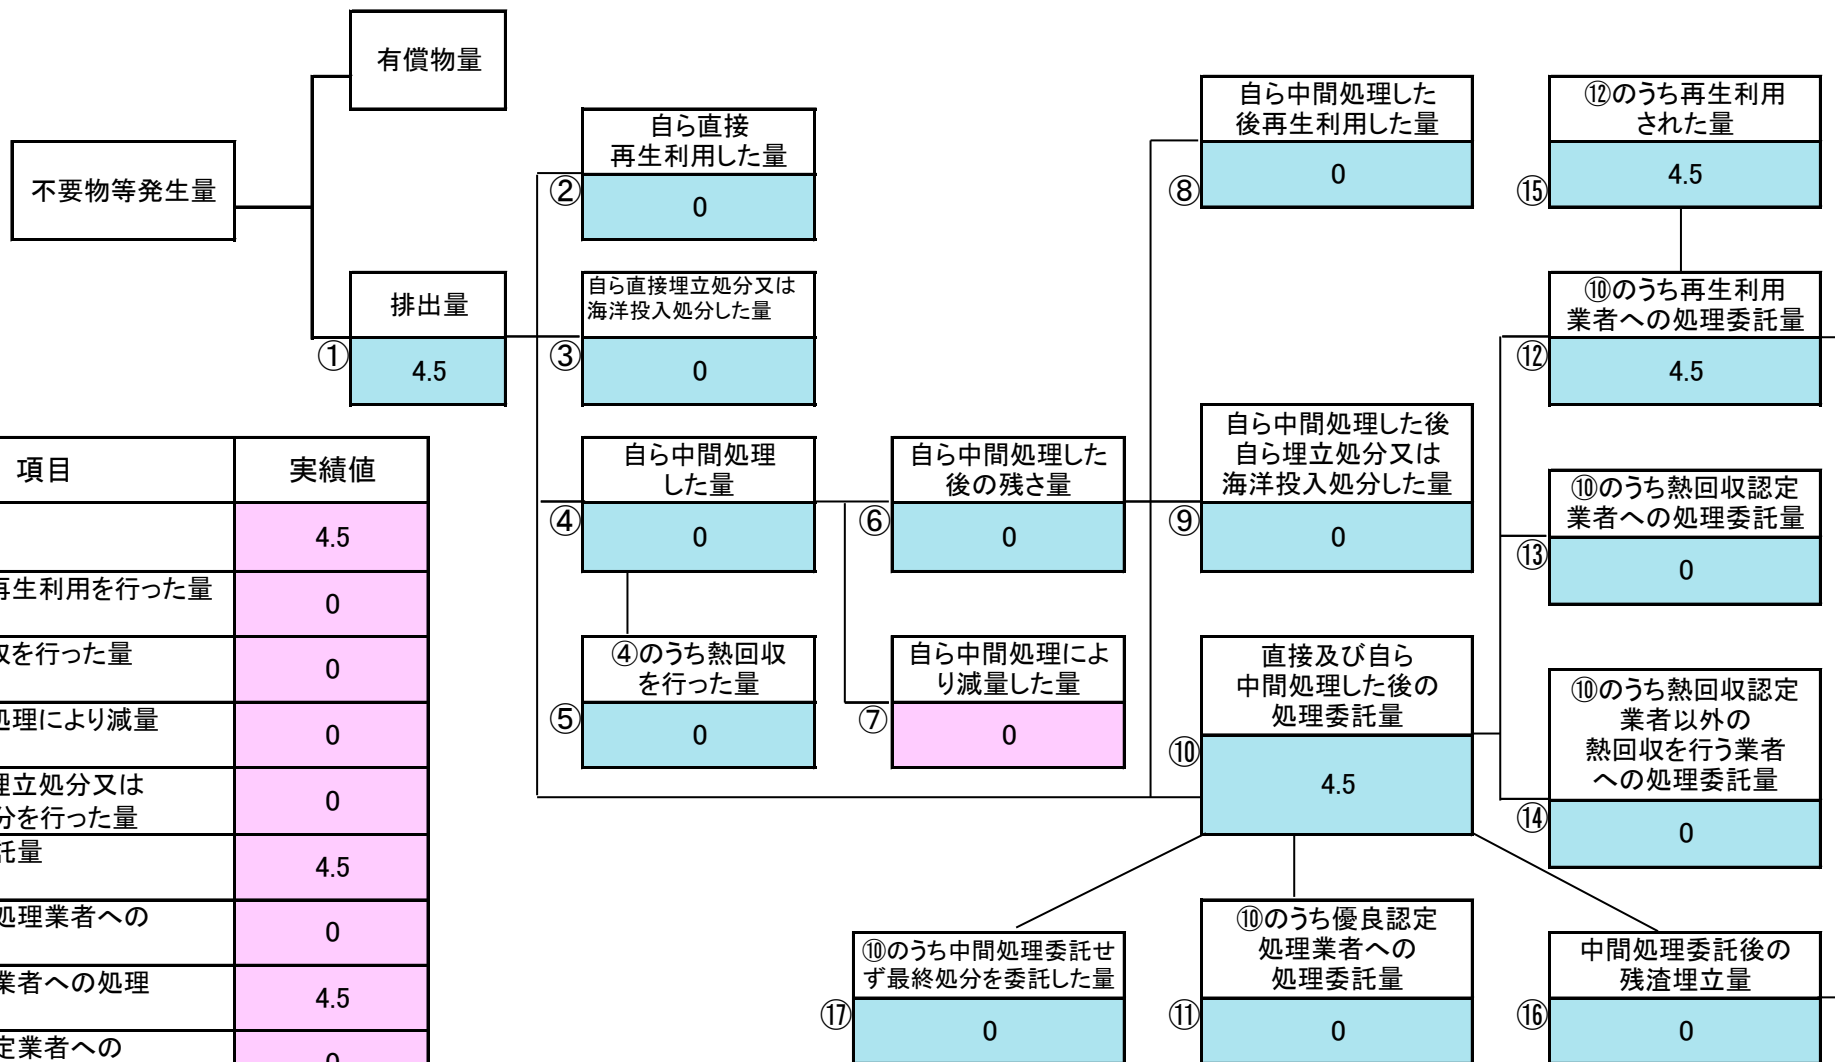 有償物量
不要物等発生量
排出量
①
4.5
自ら直接
再生利用した量
②
0
自ら直接埋立処分又は
海洋投入処分した量
③
0
自ら中間処理
した量
④
0
④のうち熱回収
を行った量
⑤
0
自ら中間処理した
後の残さ量
⑥
0
自ら中間処理によ
り減量した量
⑦
0
自ら中間処理した
後再生利用した量
⑧
0
自ら中間処理した後
自ら埋立処分又は
海洋投入処分した量
⑨
0
直接及び自ら
中間処理した後の
処理委託量
⑩
4.5
⑫のうち再生利用
された量
⑮
4.5
⑩のうち再生利用
業者への処理委託量
⑫
4.5
⑩のうち熱回収認定
業者への処理委託量
⑬
0
⑩のうち熱回収認定
業者以外の
熱回収を行う業者
への処理委託量
⑭
0
⑩のうち中間処理委託せ
ず最終処分を委託した量
⑰
0
⑩のうち優良認定
処理業者への
処理委託量
⑪
0
中間処理委託後の
残渣埋立量
⑯
0
項目 実績値
4.5
再生利用を行った量 0
を行った量 0
処理により減量 0
埋立処分又は
を行った量 0
託量 4.5
処理業者への 0
業者への処理 4.5
定業者への 0